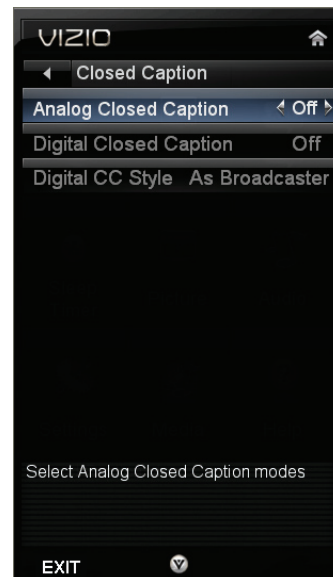 VIZIO
Closed Caption
Analog Closed Caption Off
Digital Closed Caption Off
Digital CC Style As Broadcaster
Select Analog Closed Caption modes
EXIT